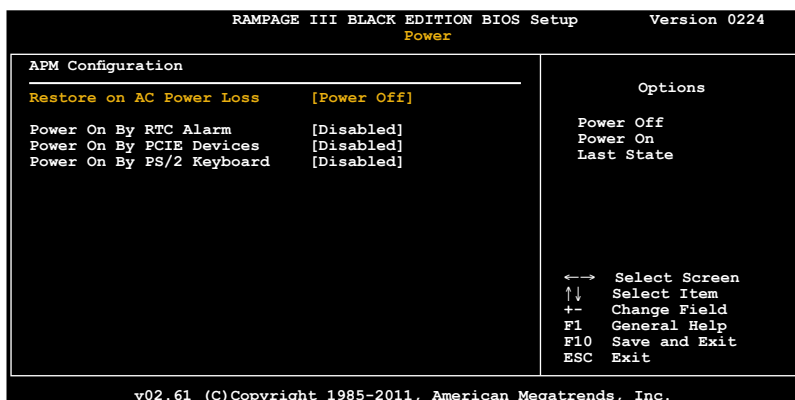 RAMPAGE III BLACK EDITION BIOS Setup Version 0224
Power
APM Configuration
Restore on AC Power Loss [Power Off]
Power On By RTC Alarm [Disabled]
Power On By PCIE Devices [Disabled]
Power On By PS/2 Keyboard [Disabled]
Options
Power Off
Power On
Last State
←→ Select Screen
↑↓ Select Item
+- Change Field
F1 General Help
F10 Save and Exit
ESC Exit
v02.61 (C)Copyright 1985-2011, American Megatrends, Inc.